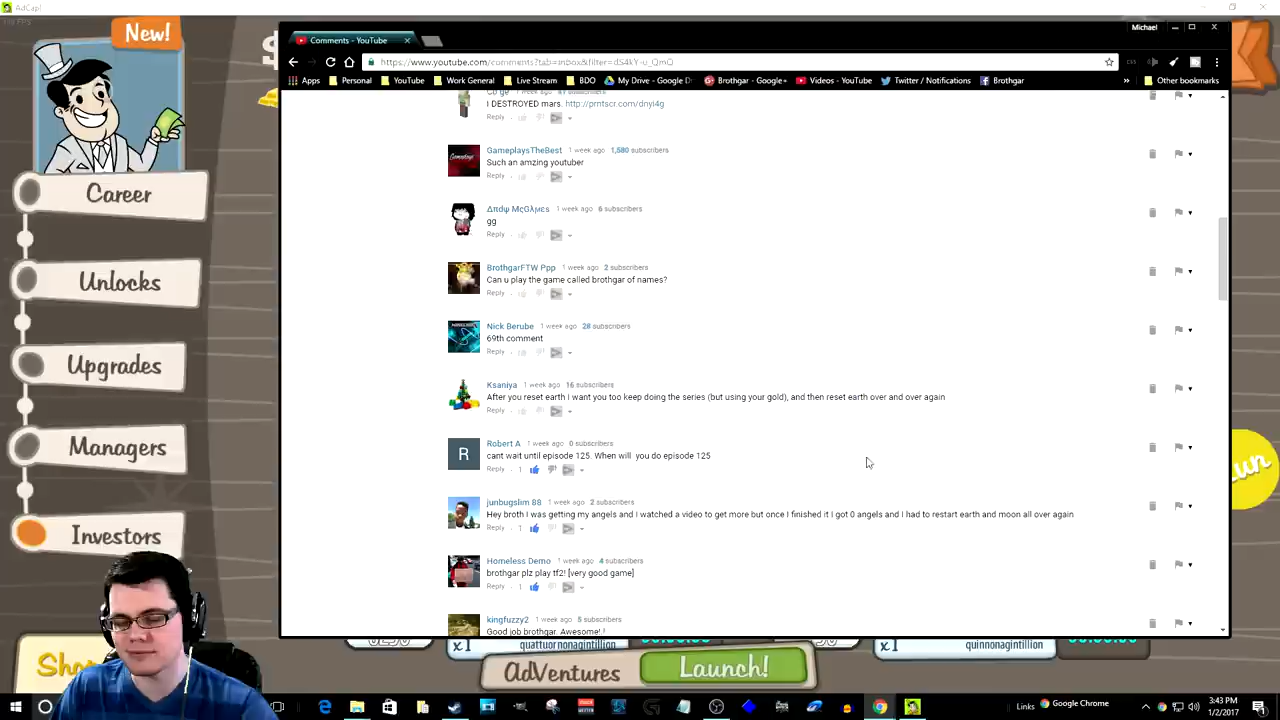 AdCap!
New!
Michael
Comments - YouTube
https://www.youtube.com/comments?tab=inbox&filter=dS4kY-u_QmQ
Apps Personal YouTube Work General Live Stream BDO My Drive - Google Dr Brothgar - Google+ Videos - YouTube Twitter / Notifications Brothgar » Other bookmarks
1 week ago subscribers
I DESTROYED mars. http://prntscr.com/dnyi4g
Reply
GameplaysTheBest 1 week ago 1,580 subscribers
Such an amzing youtuber
Reply
Δπdψ MςGλϻεs 1 week ago 6 subscribers
gg
Reply
BrothgarFTW Ppp 1 week ago 2 subscribers
Can u play the game called brothgar of names?
Reply
Nick Berube 1 week ago 28 subscribers
69th comment
Reply
Ksaniya 1 week ago 16 subscribers
After you reset earth I want you too keep doing the series (but using your gold), and then reset earth over and over again
Reply
R
Robert A 1 week ago 0 subscribers
cant wait until episode 125. When will you do episode 125
Reply 1
junbugslim 88 1 week ago 2 subscribers
Hey broth I was getting my angels and I watched a video to get more but once I finished it I got 0 angels and I had to restart earth and moon all over again
Reply 1
Homeless Demo 1 week ago 4 subscribers
brothgar plz play tf2! [very good game]
Reply 1
kingfuzzy2 1 week ago 5 subscribers
Good job brothgar. Awesome!.!
Career
Unlocks
Upgrades
Managers
Investors
x1 quattuornonagintillion
x1 quinnonagintillion
AdVentures Launch!
Links Google Chrome
3:43 PM
1/2/2017